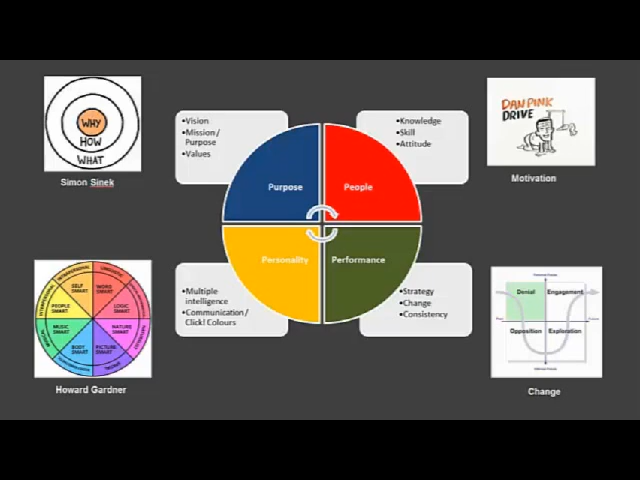 WHY
HOW
WHAT
Simon Sinek
•Vision
•Mission/
Purpose
•Values
•Knowledge
•Skill
•Attitude
DAN PINK
DRIVE
Motivation
Purpose
People
Personality
Performance
•Multiple
intelligence
•Communication/
Click! Colours
•Strategy
•Change
•Consistency
SELF
SMART
WORD
SMART
PEOPLE
SMART
LOGIC
SMART
MUSIC
SMART
NATURE
SMART
BODY
SMART
PICTURE
SMART
Howard Gardner
Denial
Engagement
Opposition
Exploration
Change